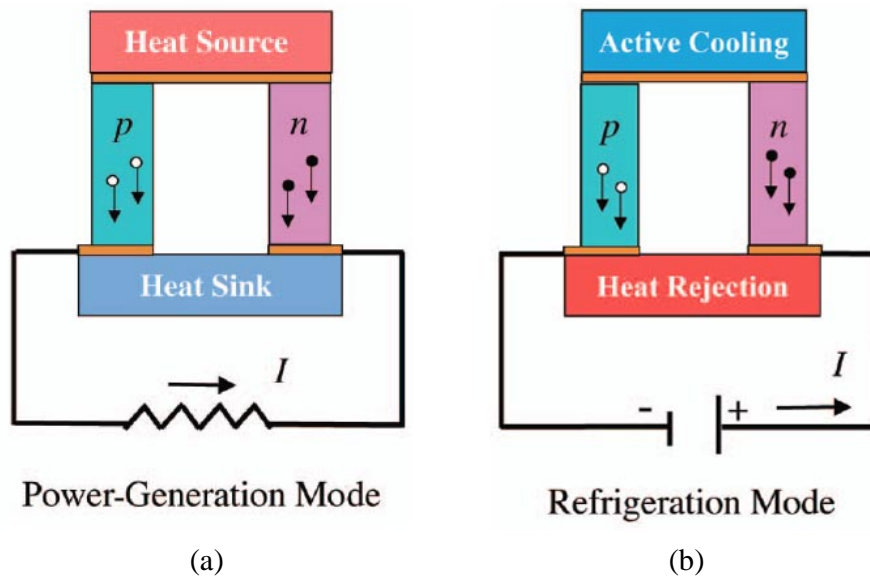 Heat Source
Active Cooling
p
n
p
n
Heat Sink
Heat Rejection
I
I
-
+
Power-Generation Mode
Refrigeration Mode
(a)
(b)